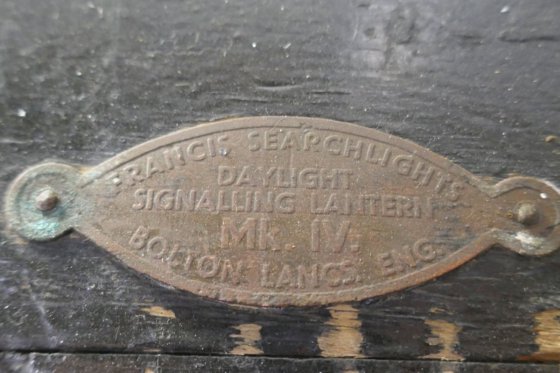 FRANCIS SEARCHLIGHTS
DAYLIGHT
SIGNALLING LANTERN
MK. IV.
BOLTON LANCS. ENG.